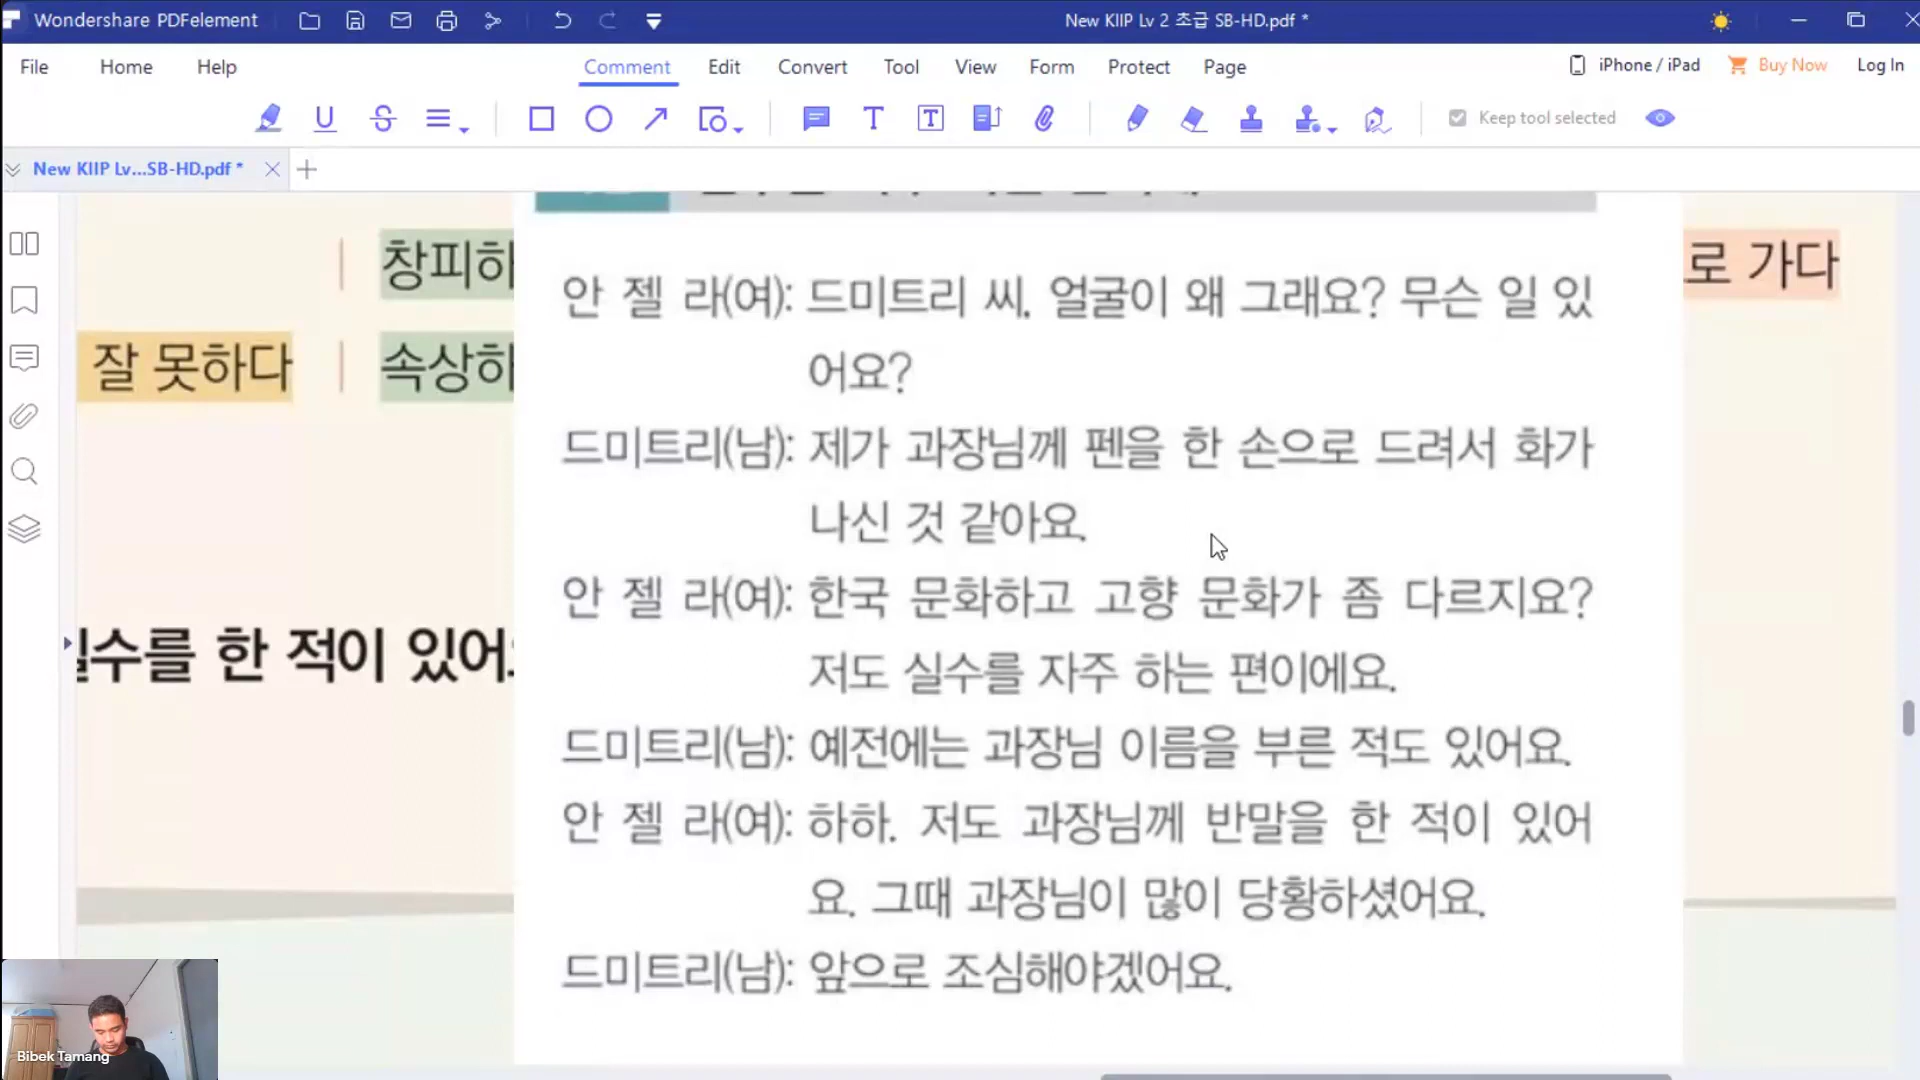 Wondershare PDFelement
New KIIP Lv 2 초급 SB-HD.pdf *
File Home Help Comment Edit Convert Tool View Form Protect Page iPhone / iPad Buy Now Log In
Keep tool selected
New KIIP Lv...SB-HD.pdf *
창피하
로 가다
잘 못하다 | 속상하
수를 한 적이 있어
안 젤 라(여): 드미트리 씨, 얼굴이 왜 그래요? 무슨 일 있
어요?
드미트리(남): 제가 과장님께 펜을 한 손으로 드려서 화가
나신 것 같아요.
안 젤 라(여): 한국 문화하고 고향 문화가 좀 다르지요?
저도 실수를 자주 하는 편이에요.
드미트리(남): 예전에는 과장님 이름을 부른 적도 있어요.
안 젤 라(여): 하하. 저도 과장님께 반말을 한 적이 있어
요. 그때 과장님이 많이 당황하셨어요.
드미트리(남): 앞으로 조심해야겠어요.
Bibek Tamang